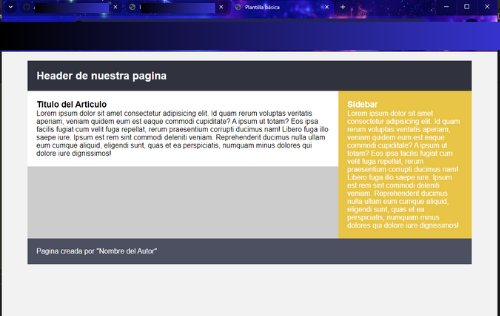 Plantilla Básica
Header de nuestra pagina
Titulo del Articulo
Lorem ipsum dolor sit amet consectetur adipisicing elit. Id quam rerum voluptates veritatis
aperiam, veniam quidem eum est eaque commodi cupiditate? A ipsum ut totam? Eos ipsa
facilis fugiat cum velit fuga repellat, rerum praesentium corrupti ducimus nam! Libero fuga illo
saepe iure. Ipsum est rem sint commodi deleniti veniam. Reprehenderit ducimus nobis ullam
eum cumque aliquid, eligendi sunt, quas et ea perspiciatis, numquam minus dolores qui
dolore iure dignissimos!
Sidebar
Lorem ipsum dolor sit amet
consectetur adipisicing elit. Id quam
rerum voluptates veritatis aperiam,
veniam quidem eum est eaque
commodi cupiditate? A ipsum ut
totam? Eos ipsa facilis fugiat cum
velit fuga repellat, rerum praesentium
corrupti ducimus nam!
Libero fuga illo saepe iure. Ipsum
est rem sint commodi deleniti
veniam. Reprehenderit ducimus
nobis ullam eum cumque aliquid,
eligendi sunt, quas et ea
perspiciatis, numquam minus
dolores qui dolore iure dignissimos!
Pagina creada por "Nombre del Autor"